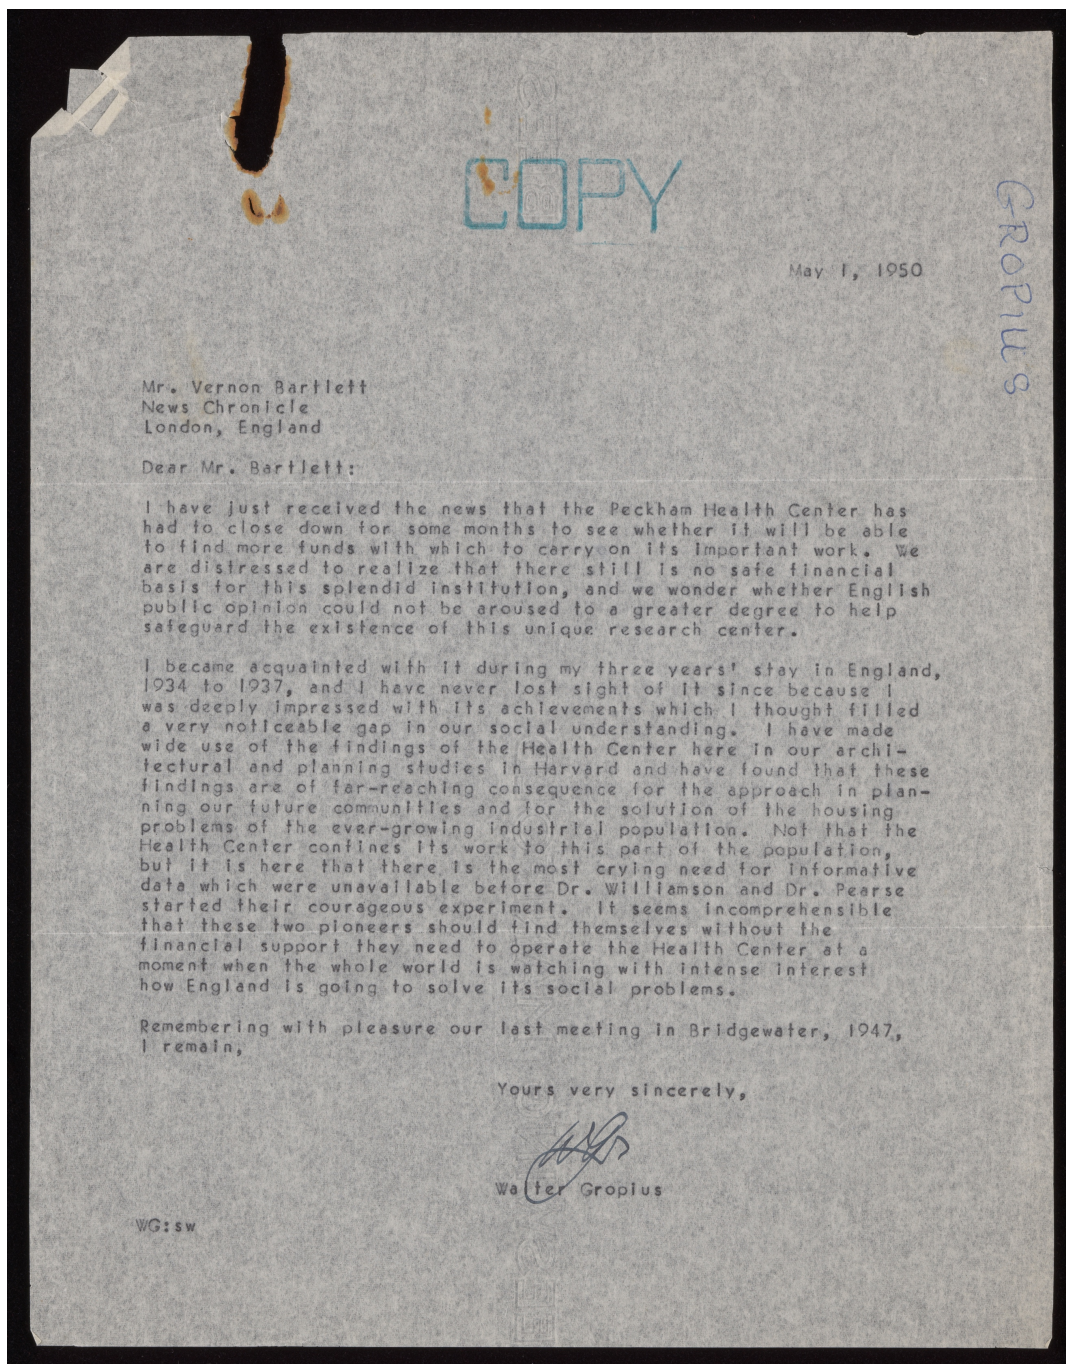 COPY
GROPIUS
May 1, 1950
Mr. Vernon Bartlett
News Chronicle
London, England
Dear Mr. Bartlett:
I have just received the news that the Peckham Health Center has
had to close down for some months to see whether it will be able
to find more funds with which to carry on its important work. We
are distressed to realize that there still is no safe financial
basis for this splendid institution, and we wonder whether English
public opinion could not be aroused to a greater degree to help
safeguard the existence of this unique research center.
I became acquainted with it during my three years' stay in England,
1934 to 1937, and I have never lost sight of it since because I
was deeply impressed with its achievements which I thought filled
a very noticeable gap in our social understanding. I have made
wide use of the findings of the Health Center here in our archi-
tectural and planning studies in Harvard and have found that these
findings are of far-reaching consequence for the approach in plan-
ning our future communities and for the solution of the housing
problems of the ever-growing industrial population. Not that the
Health Center confines its work to this part of the population,
but it is here that there is the most crying need for informative
data which were unavailable before Dr. Williamson and Dr. Pearse
started their courageous experiment. It seems incomprehensible
that these two pioneers should find themselves without the
financial support they need to operate the Health Center at a
moment when the whole world is watching with intense interest
how England is going to solve its social problems.
Remembering with pleasure our last meeting in Bridgewater, 1947,
I remain,
Yours very sincerely,
Walter Gropius
WG:sw